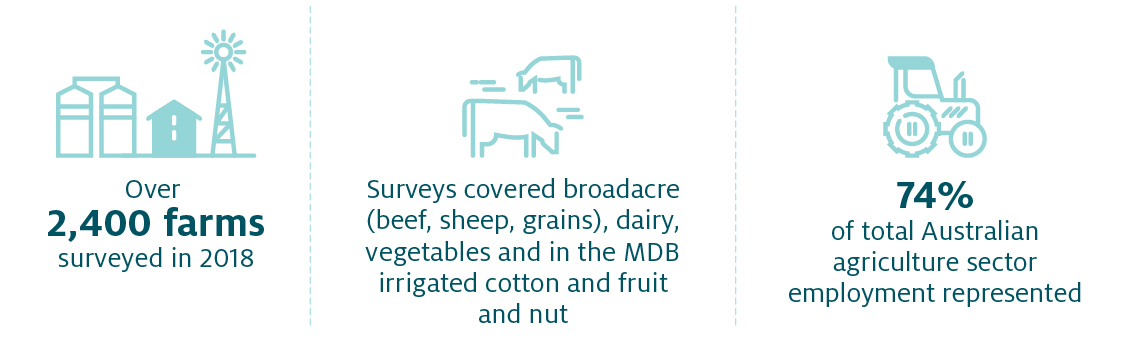 Over
2,400 farms
surveyed in 2018
Surveys covered broadacre
(beef, sheep, grains), dairy,
vegetables and in the MDB
irrigated cotton and fruit
and nut
74%
of total Australian
agriculture sector
employment represented